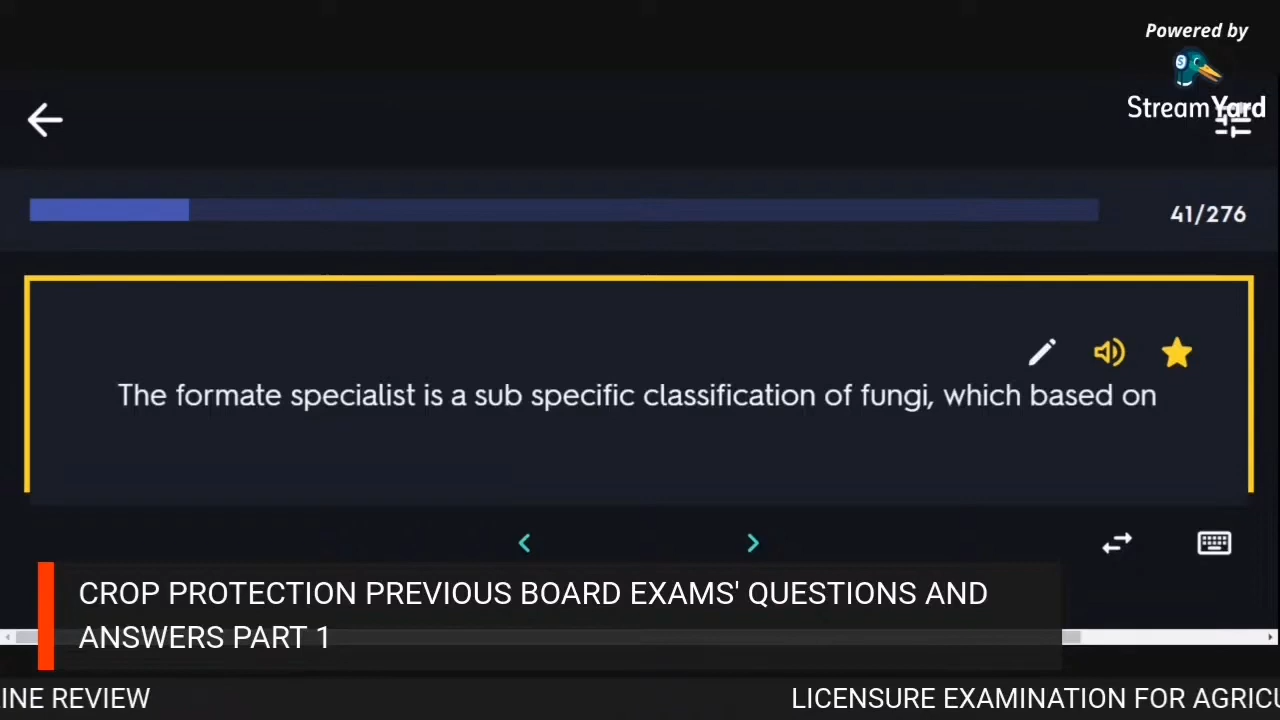 Powered by
StreamYard
41/276
The formate specialist is a sub specific classification of fungi, which based on
CROP PROTECTION PREVIOUS BOARD EXAMS' QUESTIONS AND
ANSWERS PART 1
INE REVIEW
LICENSURE EXAMINATION FOR AGRICU